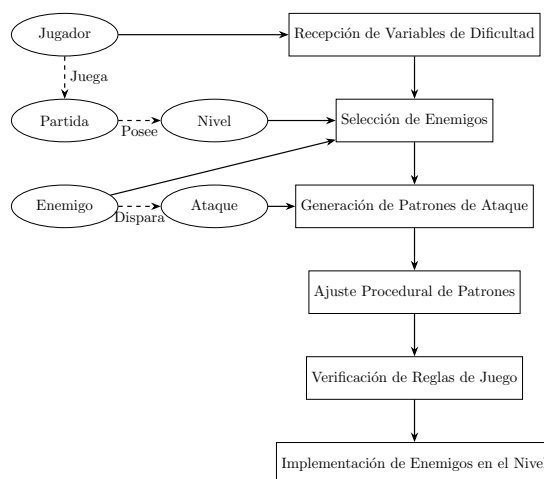 Jugador
Recepción de Variables de Dificultad
Juega
Partida
Posee
Nivel
Selección de Enemigos
Enemigo
Dispara
Ataque
Generación de Patrones de Ataque
Ajuste Procedural de Patrones
Verificación de Reglas de Juego
Implementación de Enemigos en el Nivel